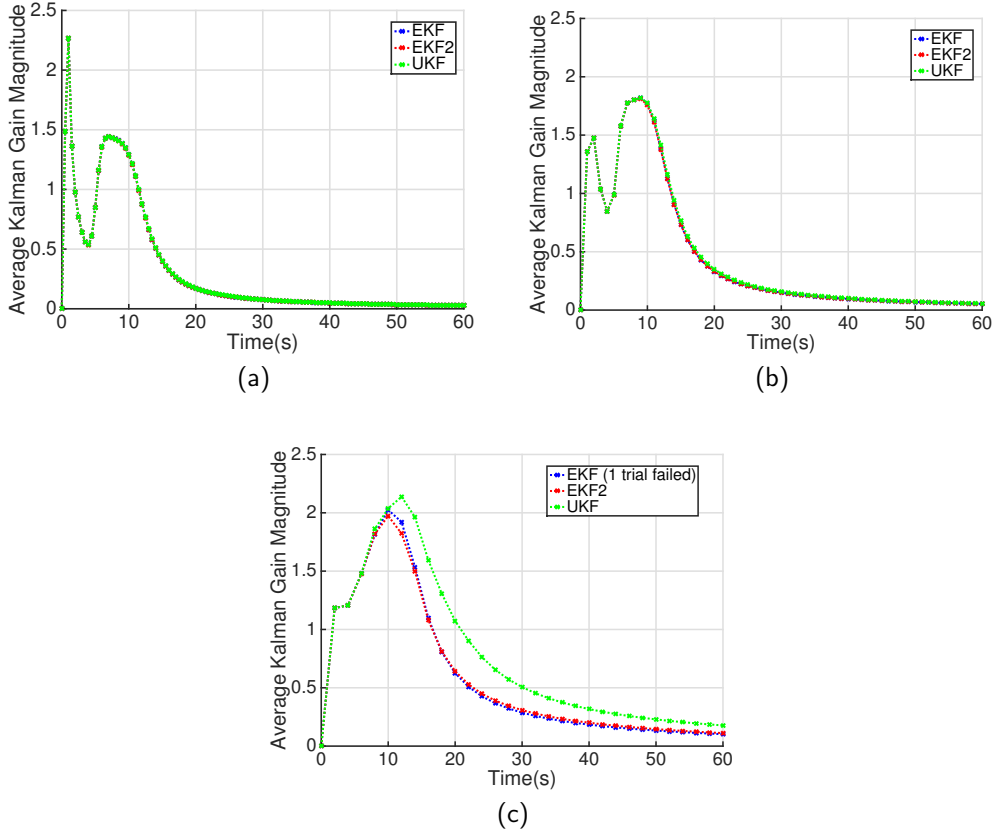 Average Kalman Gain Magnitude
2.5
2
1.5
1
0.5
0
0 10 20 30 40 50 60
Time(s)
EKF
EKF2
UKF
(a)
Average Kalman Gain Magnitude
2.5
2
1.5
1
0.5
0
0 10 20 30 40 50 60
Time(s)
EKF
EKF2
UKF
(b)
Average Kalman Gain Magnitude
2.5
2
1.5
1
0.5
0
0 10 20 30 40 50 60
Time(s)
EKF (1 trial failed)
EKF2
UKF
(c)